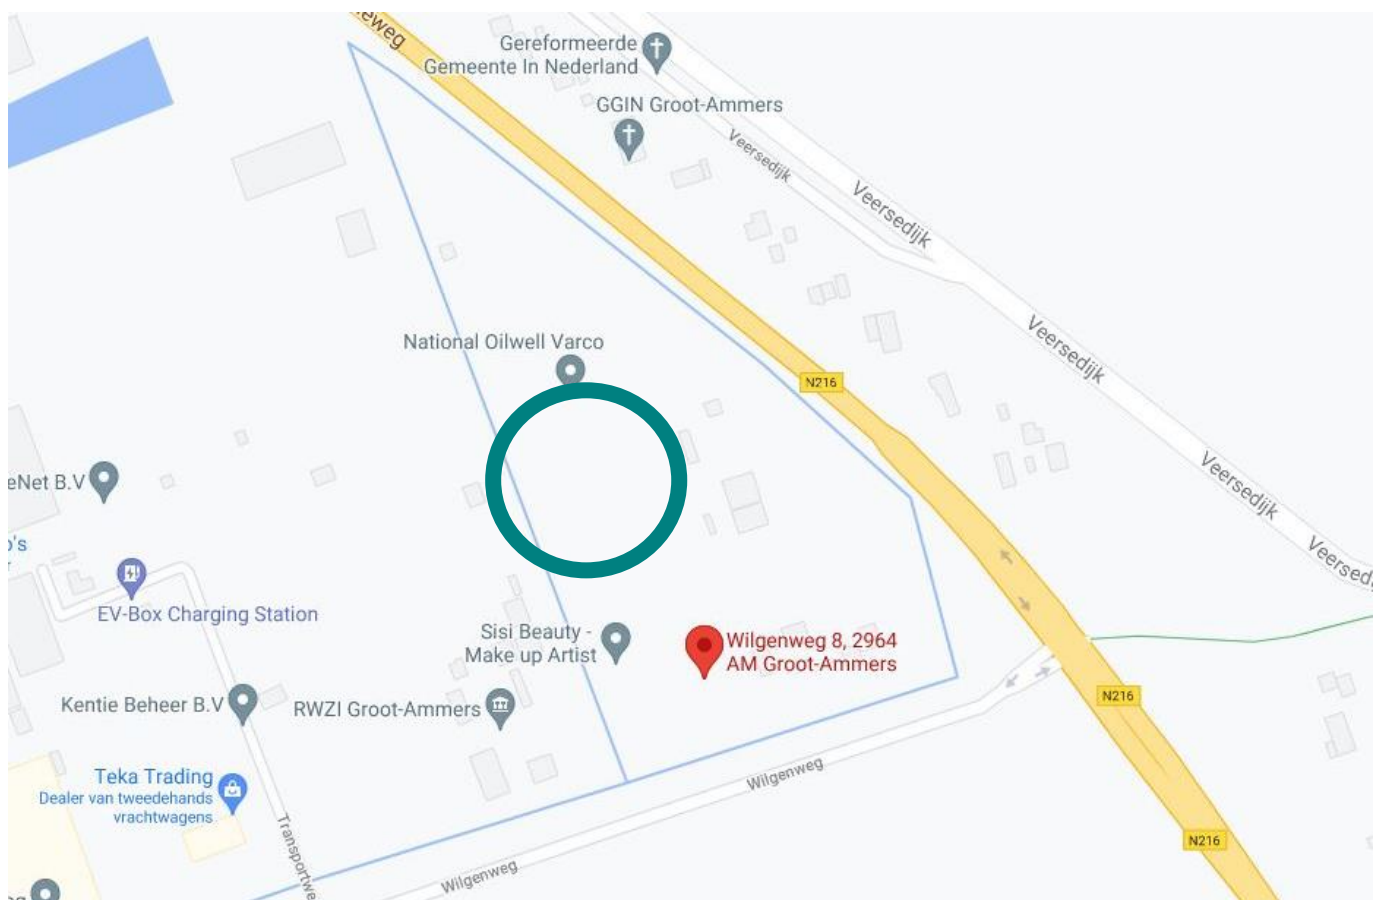 eweg
Gereformeerde
Gemeente In Nederland
GGIN Groot-Ammers
Veersedijk
Veersedijk
National Oilwell Varco
Veersedijk
N216
Veersedijk
eNet B.V
o's
Veersed
EV-Box Charging Station
Sisi Beauty -
Make up Artist
Wilgenweg 8, 2964
AM Groot-Ammers
Kentie Beheer B.V
RWZI Groot-Ammers
N216
Teka Trading
Dealer van tweedehands
vrachtwagens
Wilgenweg
Transportwe
N216
Wilgenweg